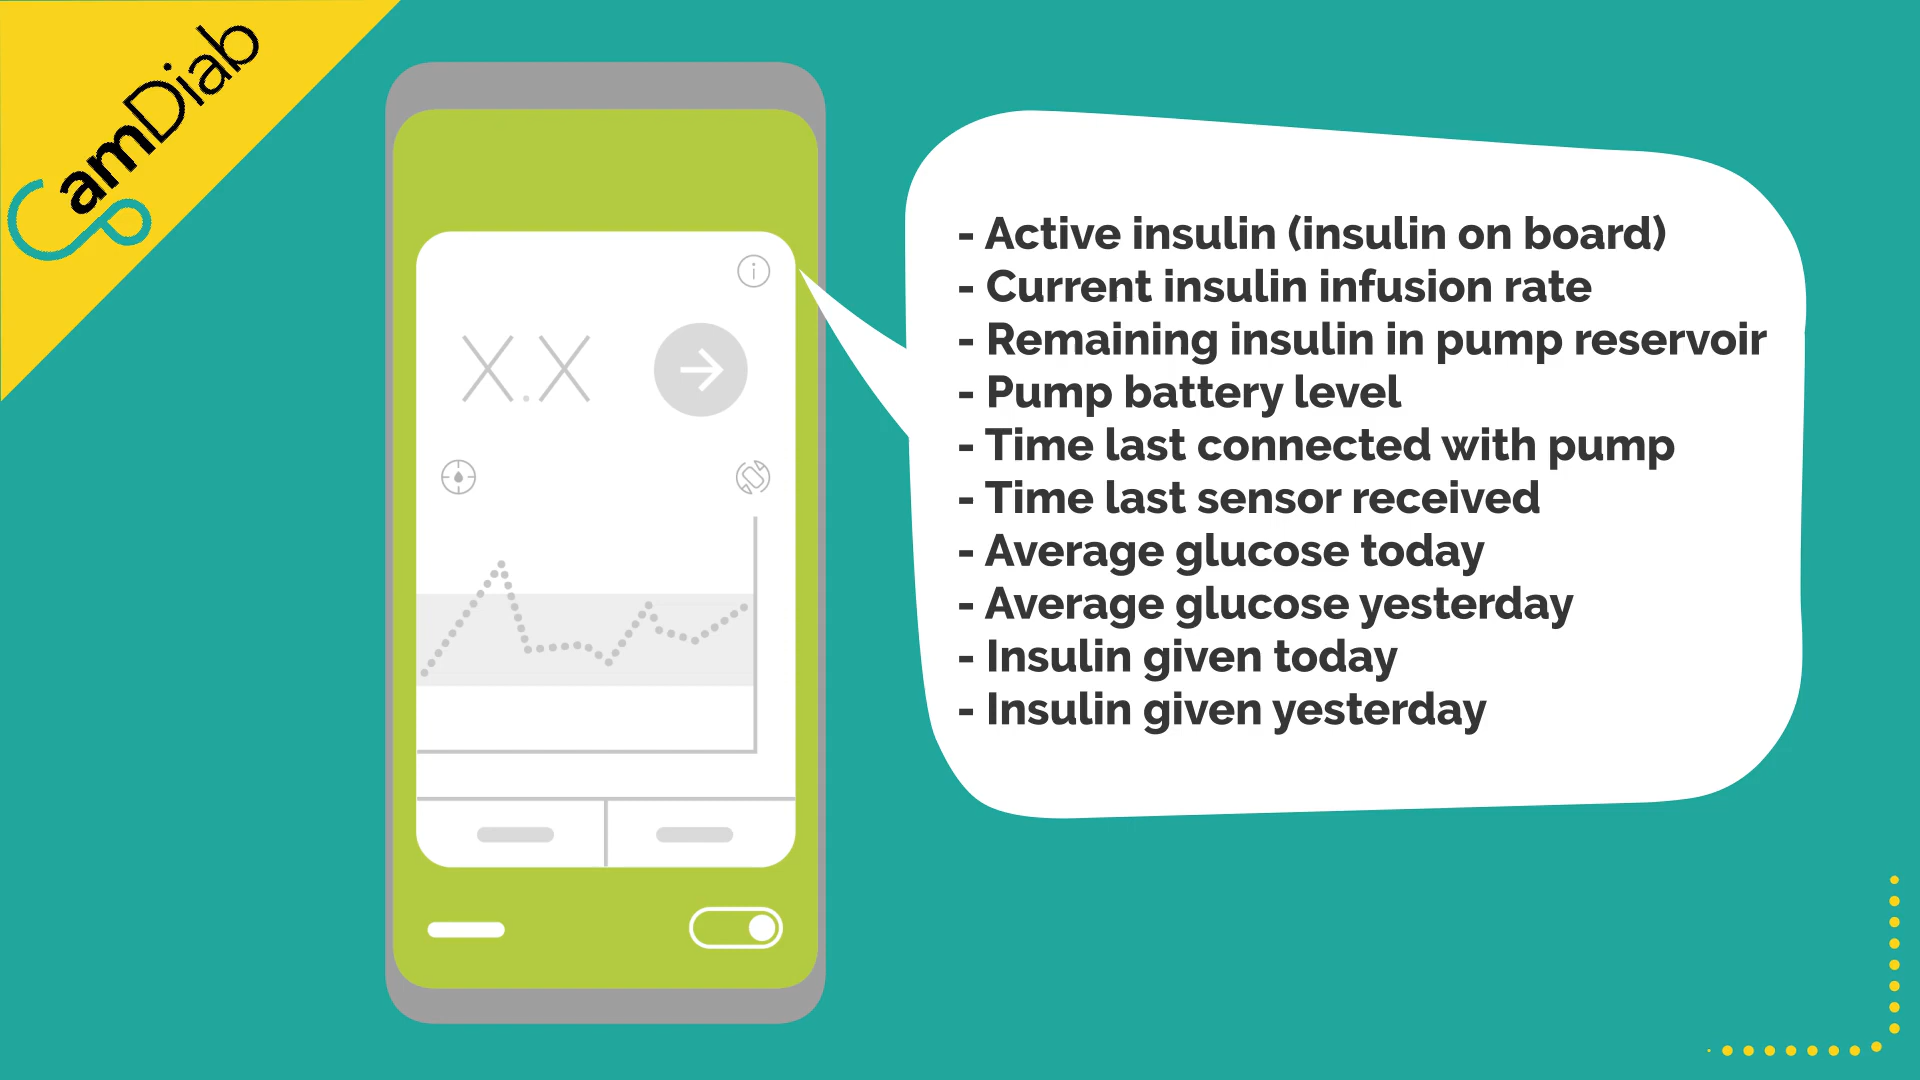 CamDiab
i
X.X
- Active insulin (insulin on board)
- Current insulin infusion rate
- Remaining insulin in pump reservoir
- Pump battery level
- Time last connected with pump
- Time last sensor received
- Average glucose today
- Average glucose yesterday
- Insulin given today
- Insulin given yesterday